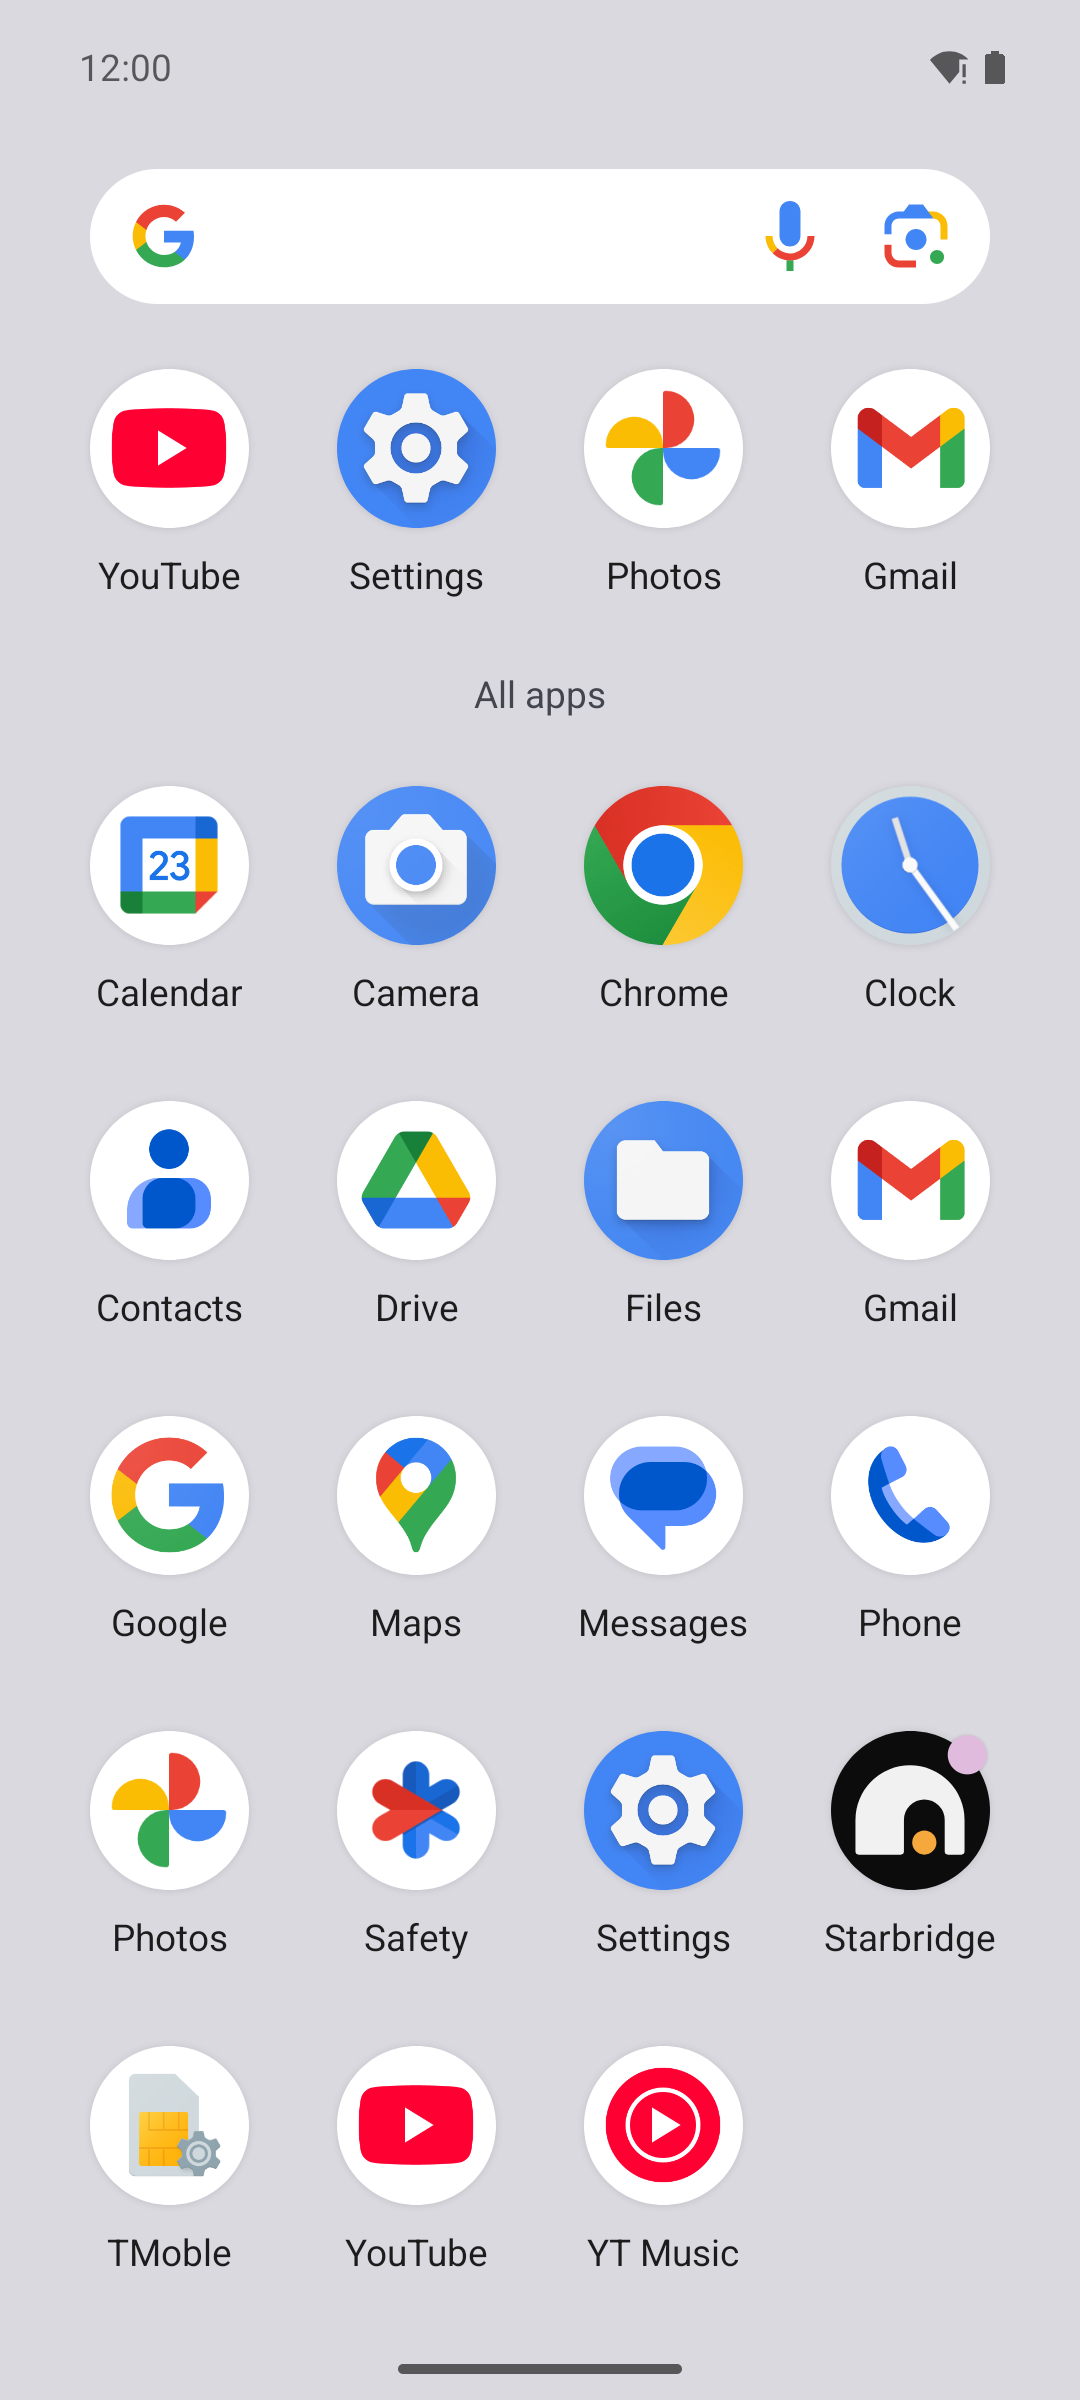 12:00
YouTube Settings Photos Gmail
All apps
23
Calendar Camera Chrome Clock
Contacts Drive Files Gmail
Google Maps Messages Phone
Photos Safety Settings Starbridge
TMoble YouTube YT Music